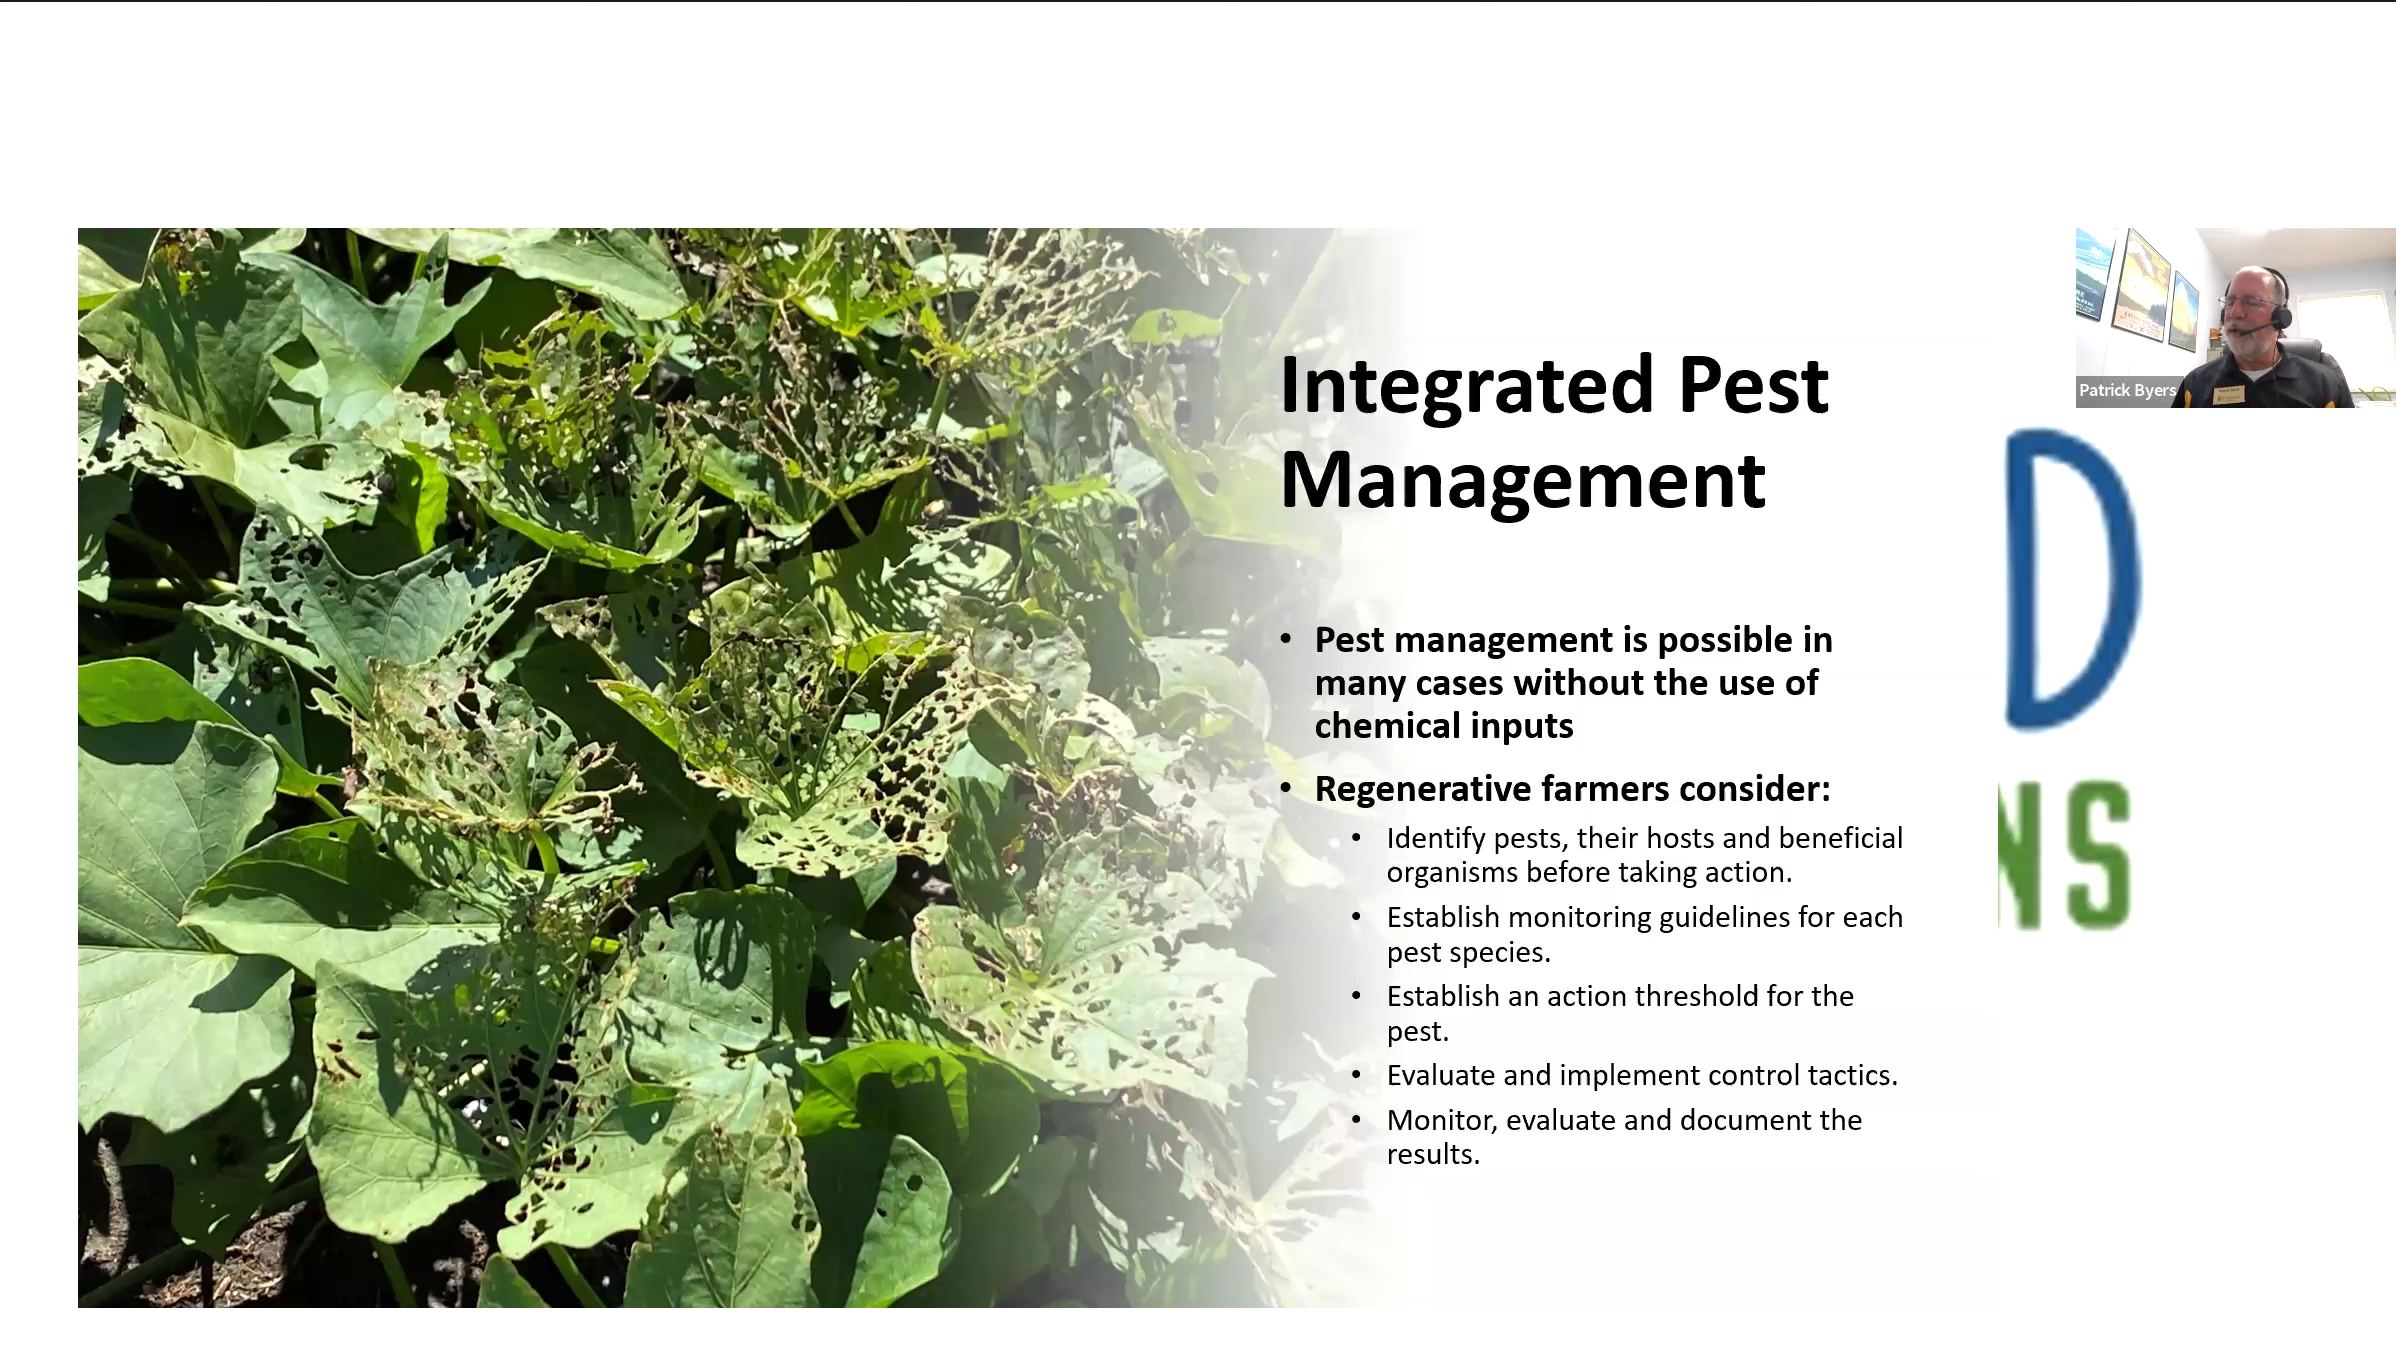 Integrated Pest
Management
• Pest management is possible in
many cases without the use of
chemical inputs
• Regenerative farmers consider:
• Identify pests, their hosts and beneficial
organisms before taking action.
• Establish monitoring guidelines for each
pest species.
• Establish an action threshold for the
pest.
• Evaluate and implement control tactics.
• Monitor, evaluate and document the
results.
Patrick Byers
D
NS